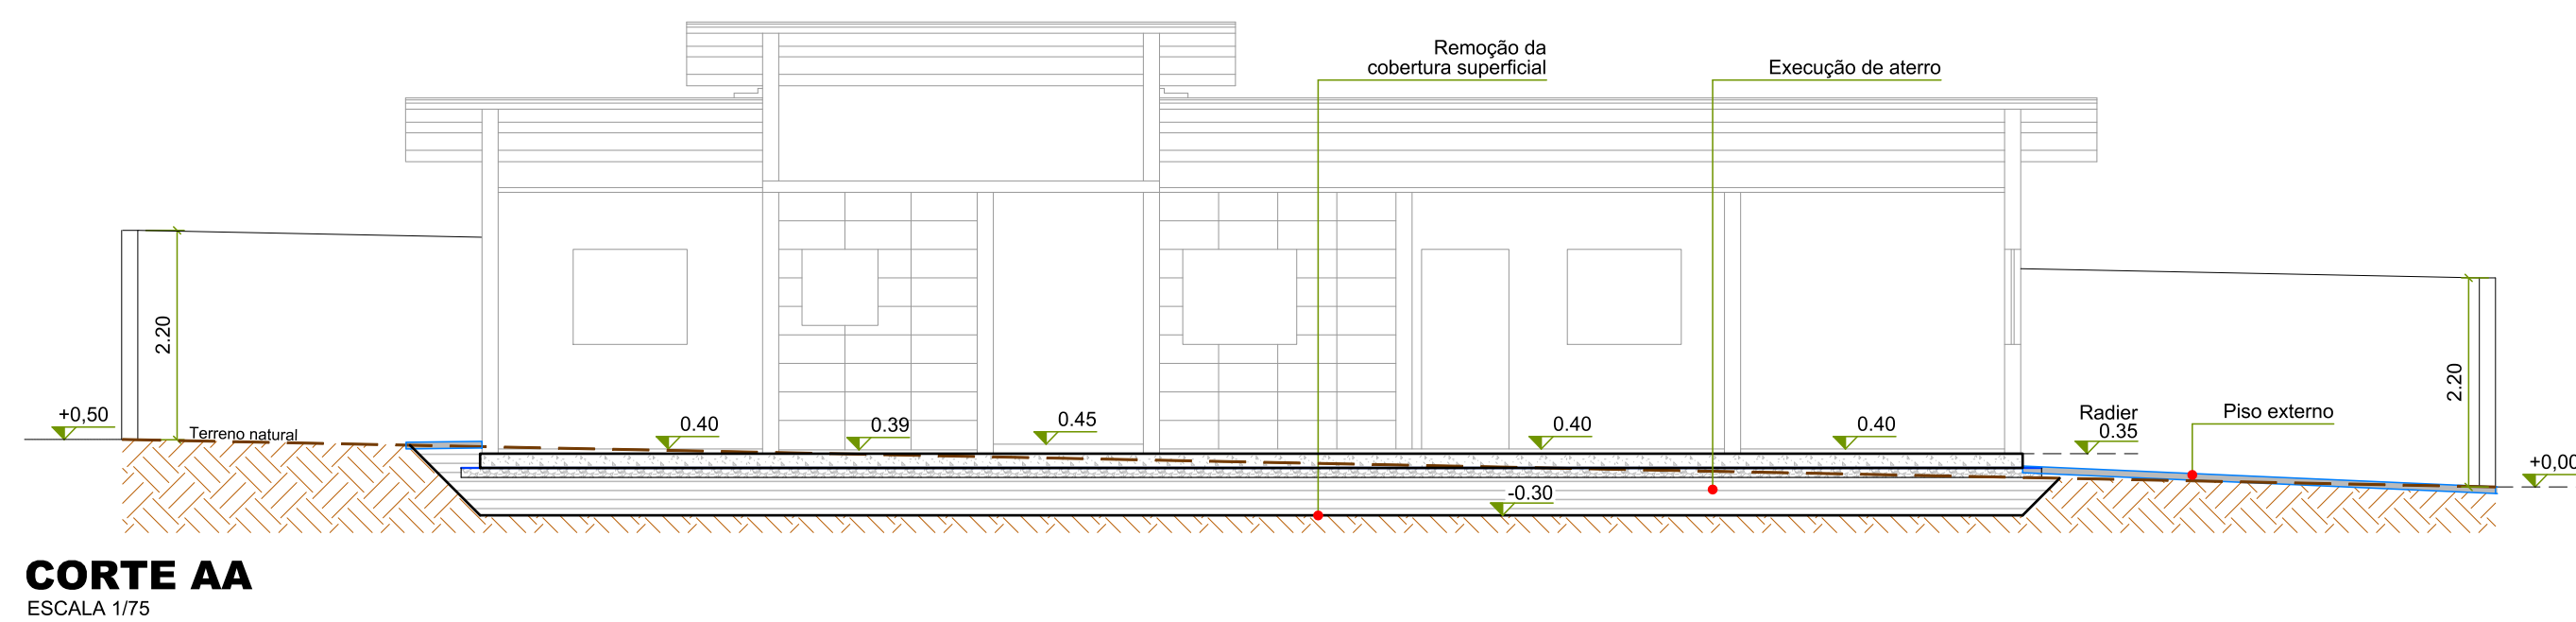 Remoção da
cobertura superficial
Execução de aterro
2.20
2.20
+0,50
Terreno natural
0.40
0.39
0.45
0.40
0.40
Radier
0.35
Piso externo
+0,00
-0.30
CORTE AA
ESCALA 1/75